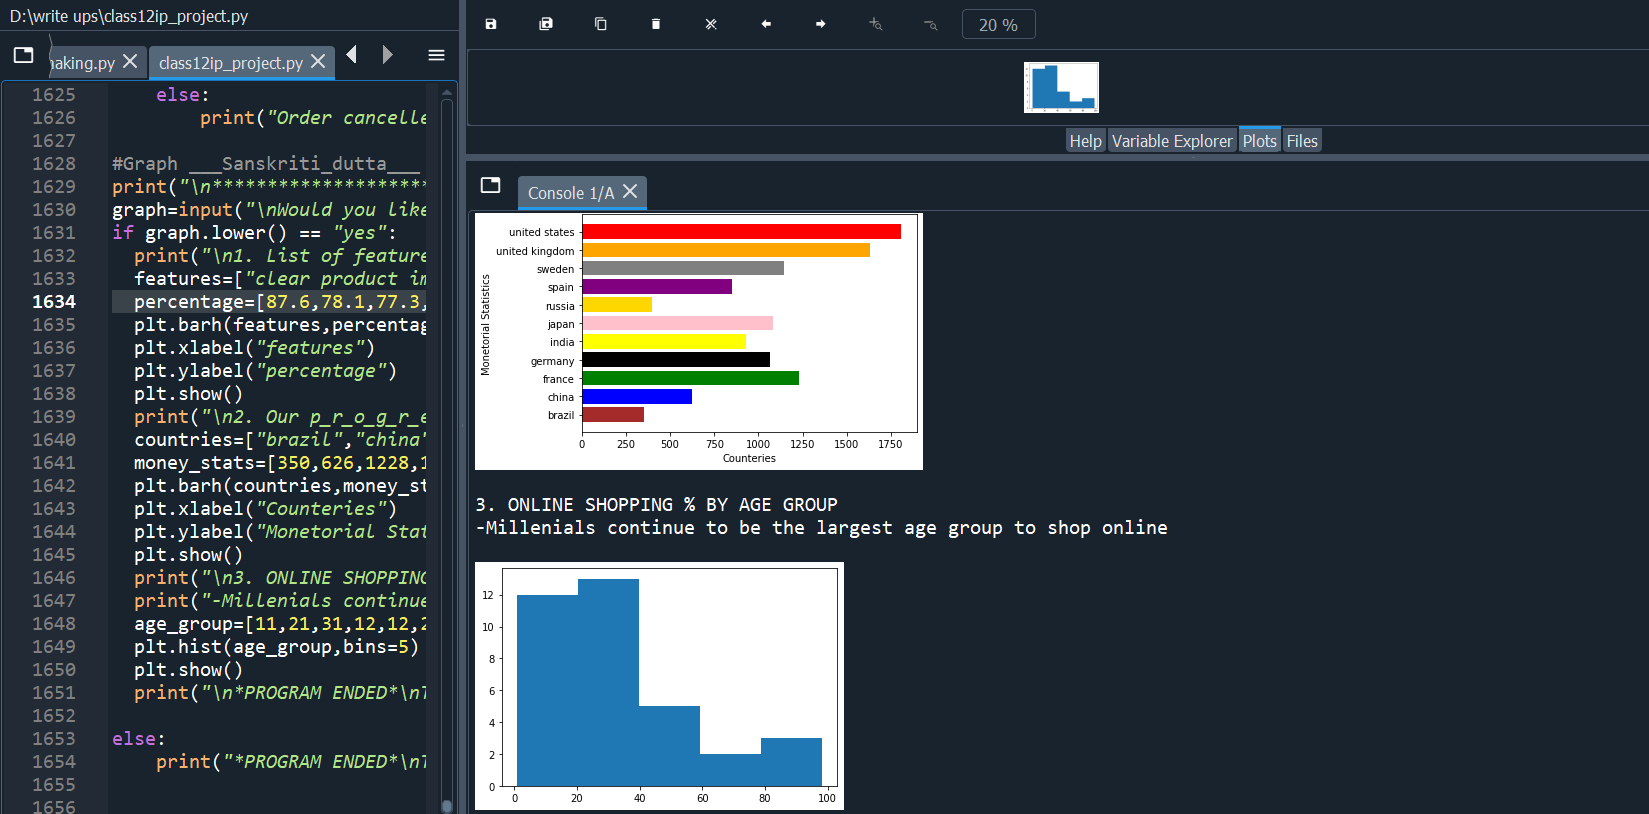 D:\write ups\class12ip_project.py
making.py
class12ip_project.py
1625 else:
1626 print("Order cancelle
1627
1628 #Graph ___Sanskriti_dutta___
1629 print("\n********************
1630 graph=input("\nWould you like
1631 if graph.lower() == "yes":
1632 print("\n1. List of feature
1633 features=["clear product im
1634 percentage=[87.6,78.1,77.3,
1635 plt.barh(features,percentag
1636 plt.xlabel("features")
1637 plt.ylabel("percentage")
1638 plt.show()
1639 print("\n2. Our p_r_o_g_r_e
1640 countries=["brazil","china"
1641 money_stats=[350,626,1228,1
1642 plt.barh(countries,money_st
1643 plt.xlabel("Counteries")
1644 plt.ylabel("Monetorial Stat
1645 plt.show()
1646 print("\n3. ONLINE SHOPPING
1647 print("-Millenials continue
1648 age_group=[11,21,31,12,12,2
1649 plt.hist(age_group,bins=5)
1650 plt.show()
1651 print("\n*PROGRAM ENDED*\nT
1652
1653 else:
1654 print("*PROGRAM ENDED*\nT
1655
1656
20 %
Help Variable Explorer Plots Files
Console 1/A
Monetorial Statistics
united states
united kingdom
sweden
spain
russia
japan
india
germany
france
china
brazil
0 250 500 750 1000 1250 1500 1750
Counteries
3. ONLINE SHOPPING % BY AGE GROUP
-Millenials continue to be the largest age group to shop online
12
10
8
6
4
2
0
0 20 40 60 80 100